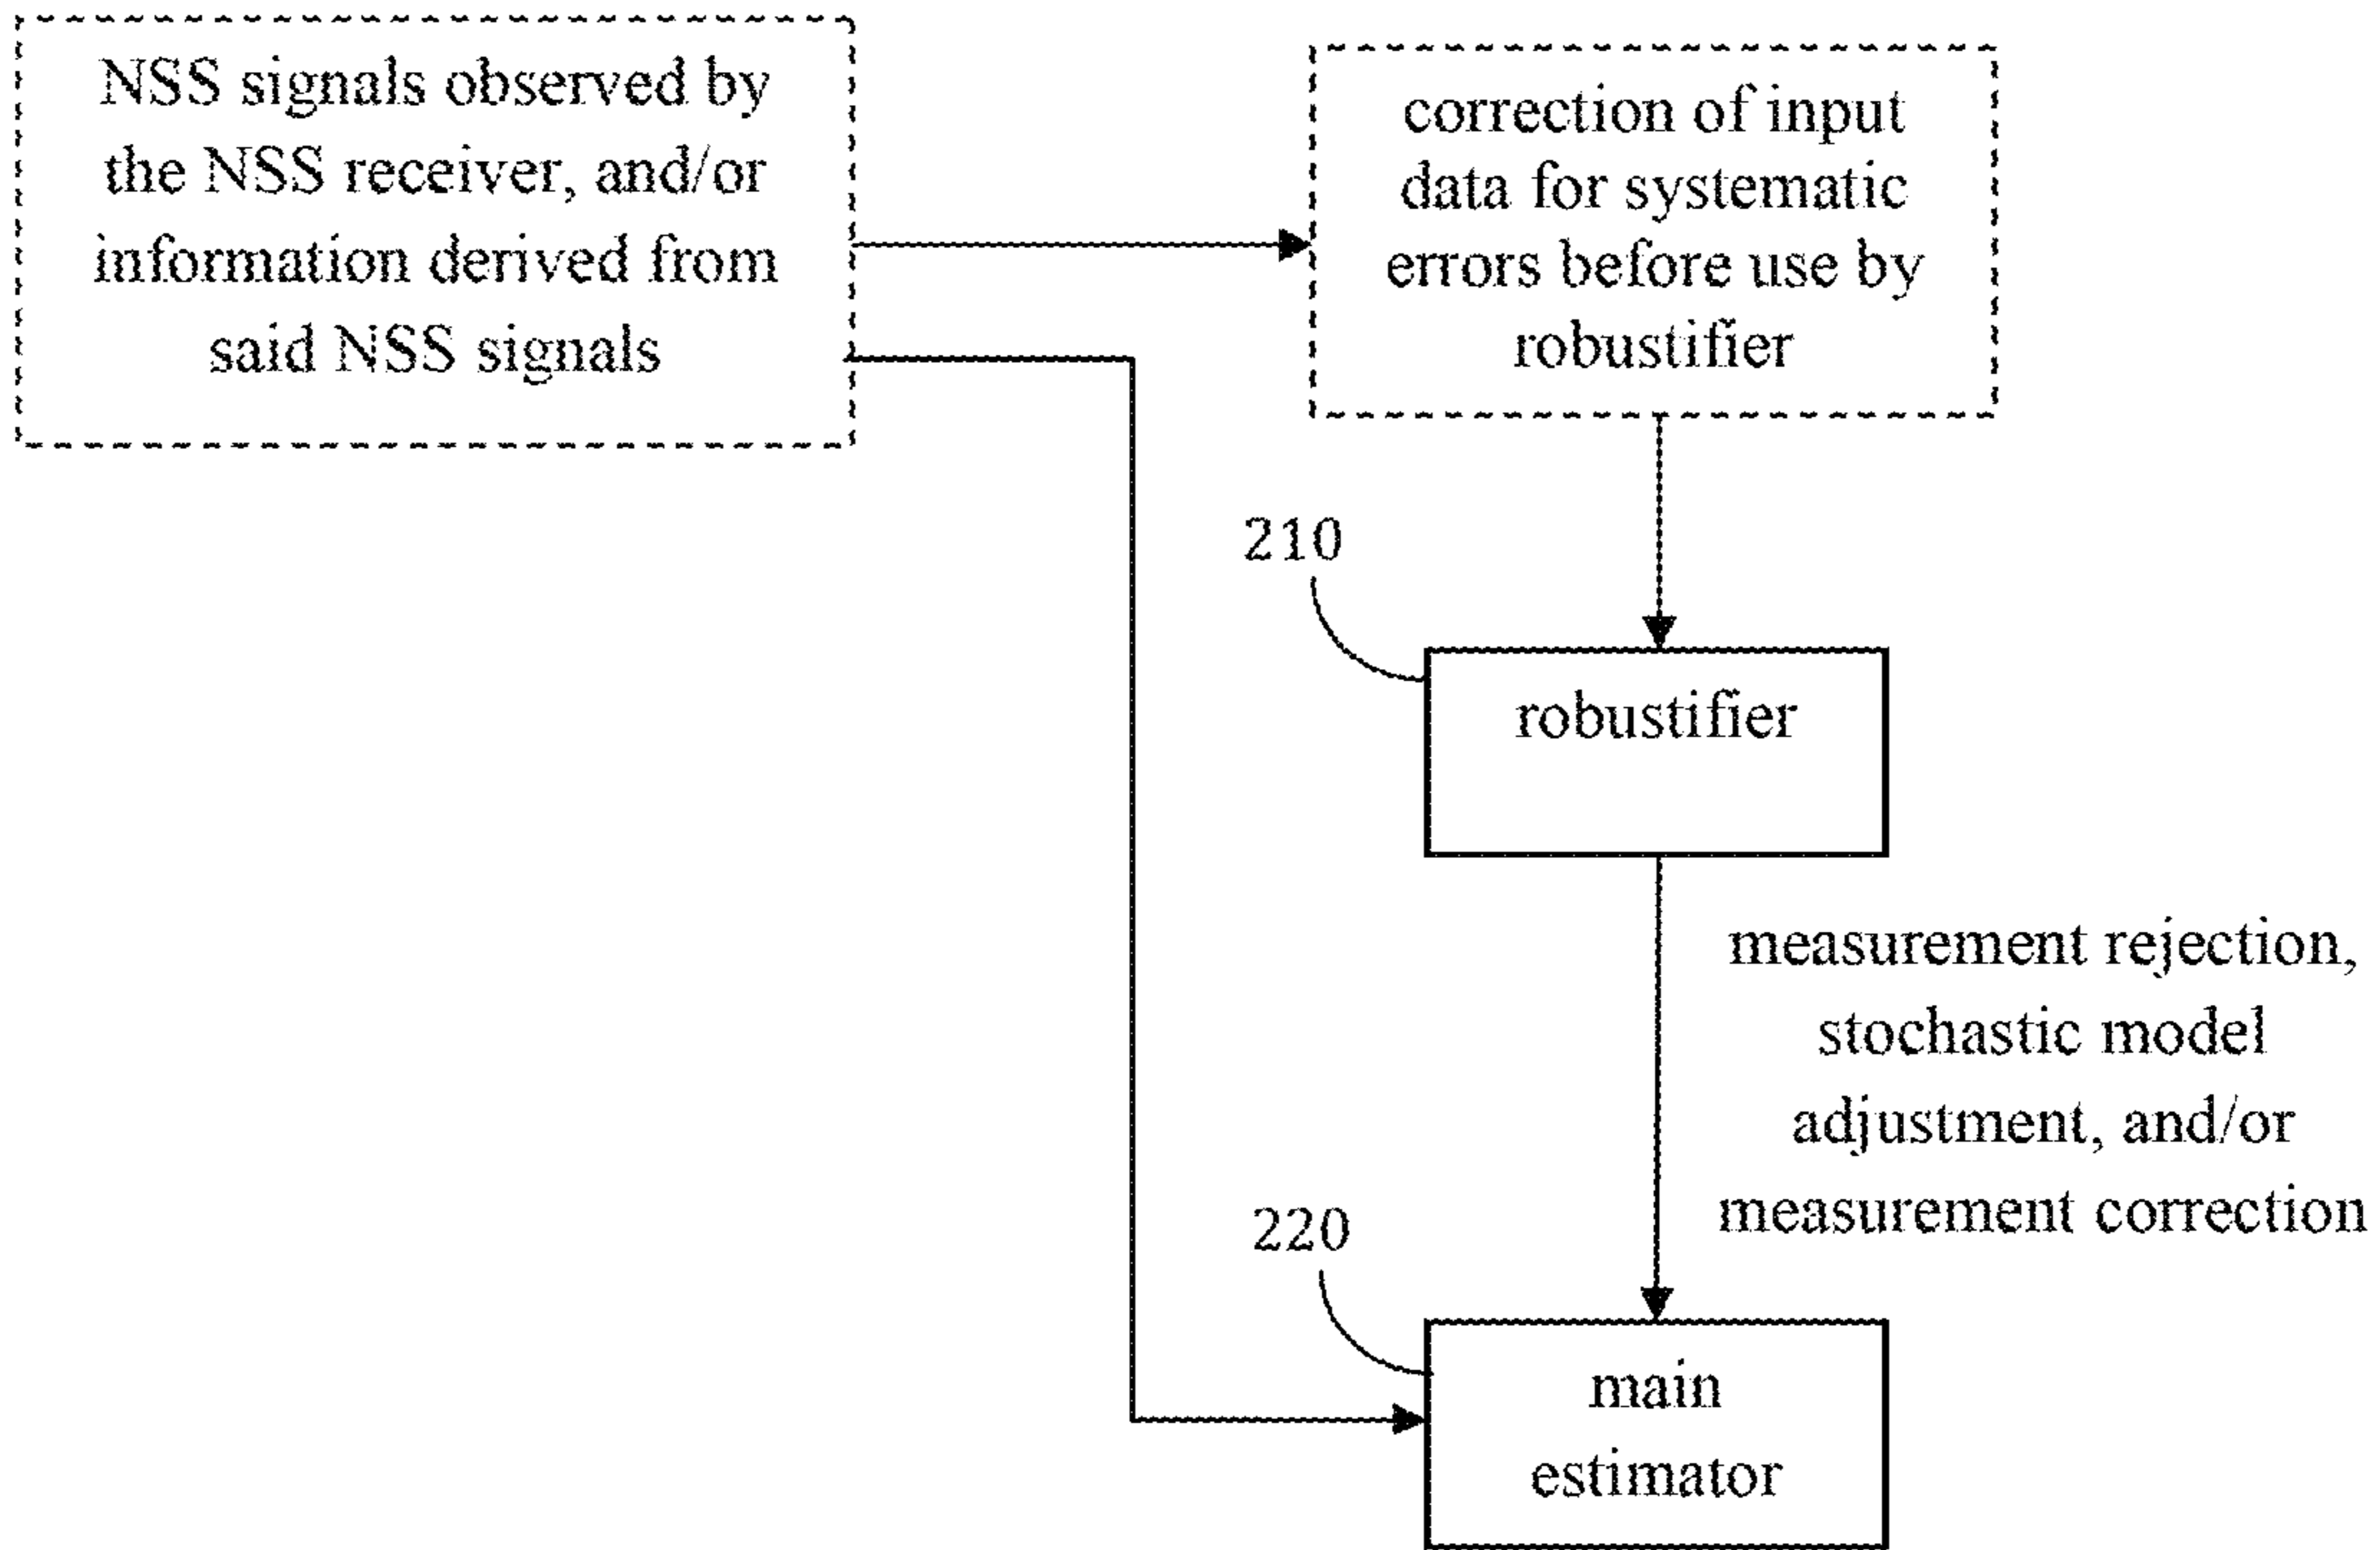 NSS signals observed by
the NSS receiver, and/or
information derived from
said NSS signals
correction of input
data for systematic
errors before use by
robustifier
210
robustifier
measurement rejection,
stochastic model
adjustment, and/or
measurement correction
220
main
estimator